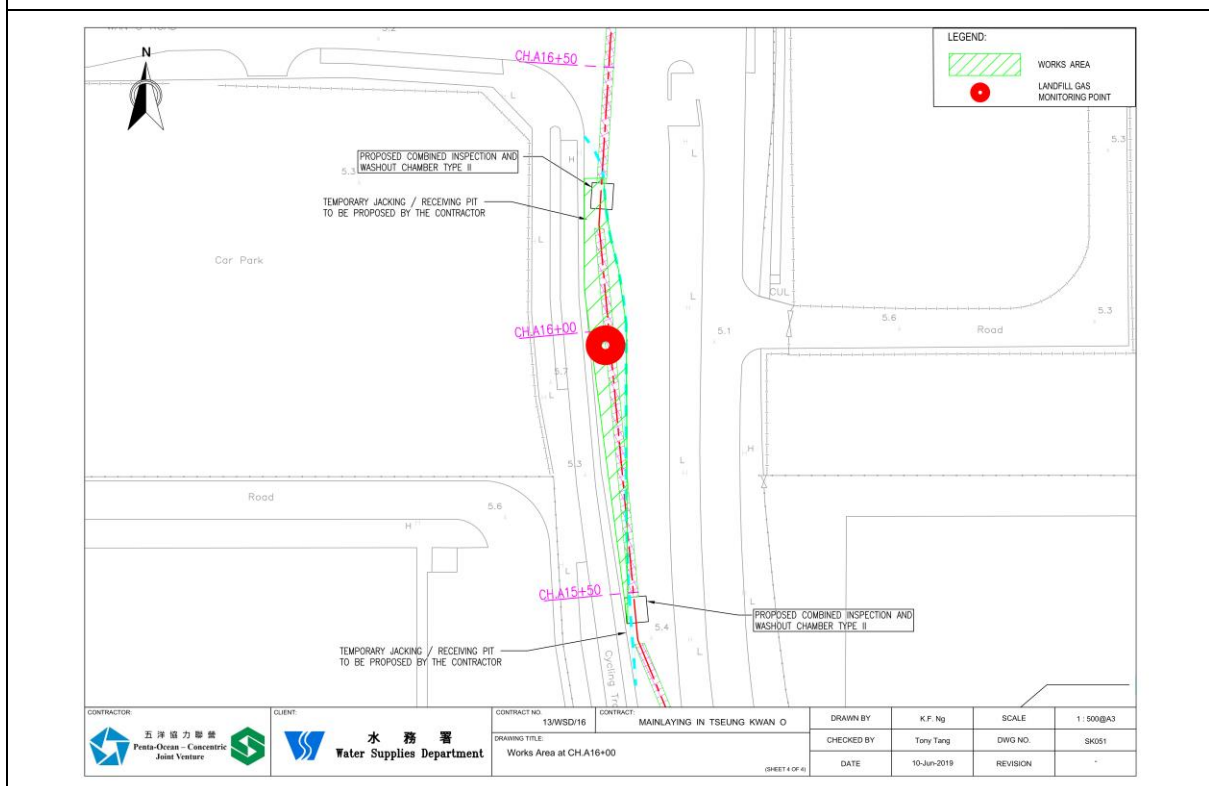 5.2
LEGEND:
WORKS AREA
LANDFILL GAS
MONITORING POINT
N
CH.A16+50
L
L
H
PROPOSED COMBINED INSPECTION AND
WASHOUT CHAMBER TYPE II
5.3
5.3
TEMPORARY JACKING / RECEIVING PIT
TO BE PROPOSED BY THE CONTRACTOR
L
L
Car Park
CUL
L
5.6
5.3
CH.A16+00
5.1
Road
5.7
L
L
H
5.3
Road
5.6
H
L
CH.A15+50
L
PROPOSED COMBINED INSPECTION AND
WASHOUT CHAMBER TYPE II
5.4
L
TEMPORARY JACKING / RECEIVING PIT
TO BE PROPOSED BY THE CONTRACTOR
Cycling
CONTRACTOR:
五洋協力聯營
Penta-Ocean – Concentric
Joint Venture
CLIENT:
水務署
Water Supplies Department
CONTRACT NO.
13/WSD/16
CONTRACT:
MAINLAYING IN TSEUNG KWAN O
DRAWING TITLE:
Works Area at CH.A16+00
(SHEET 4 OF 4)
DRAWN BY
K.F. Ng
SCALE
1 : 500@A3
CHECKED BY
Tony Tang
DWG NO.
SK051
DATE
10-Jun-2019
REVISION
-